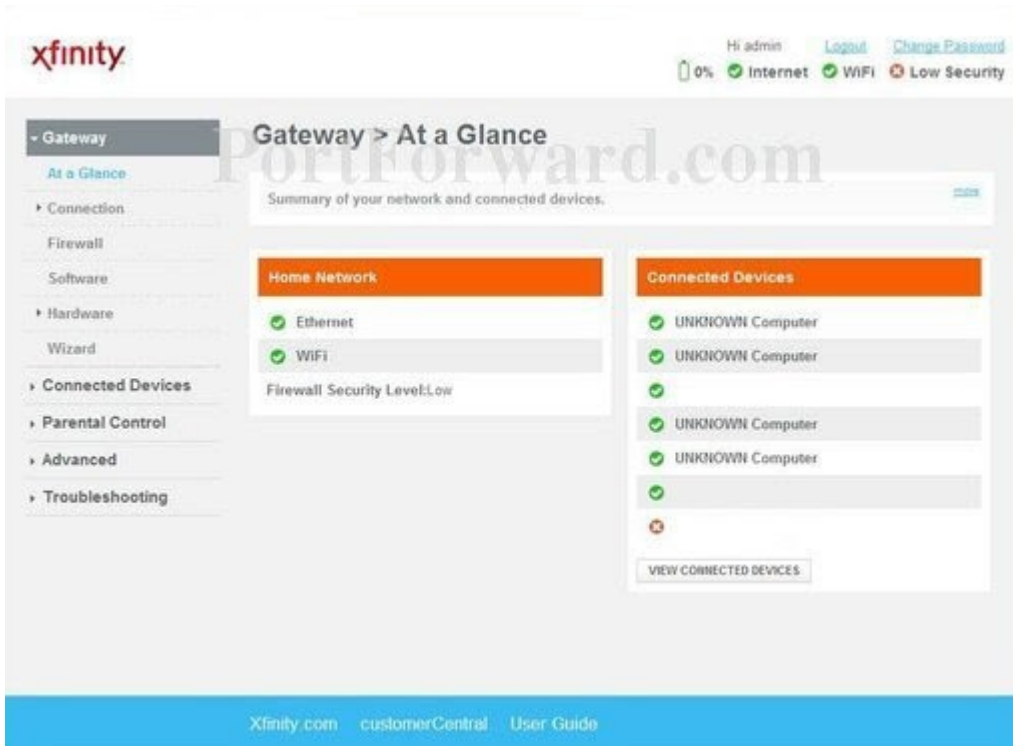 xfinity
Hi admin Logout Change Password
0% Internet WiFi Low Security
Gateway
At a Glance
Connection
Firewall
Software
Hardware
Wizard
Connected Devices
Parental Control
Advanced
Troubleshooting
Gateway > At a Glance
PortForward.com
Summary of your network and connected devices.
more
Home Network
Ethernet
WiFi
Firewall Security Level:Low
Connected Devices
UNKNOWN Computer
UNKNOWN Computer
UNKNOWN Computer
UNKNOWN Computer
VIEW CONNECTED DEVICES
Xfinity.com customerCentral User Guide